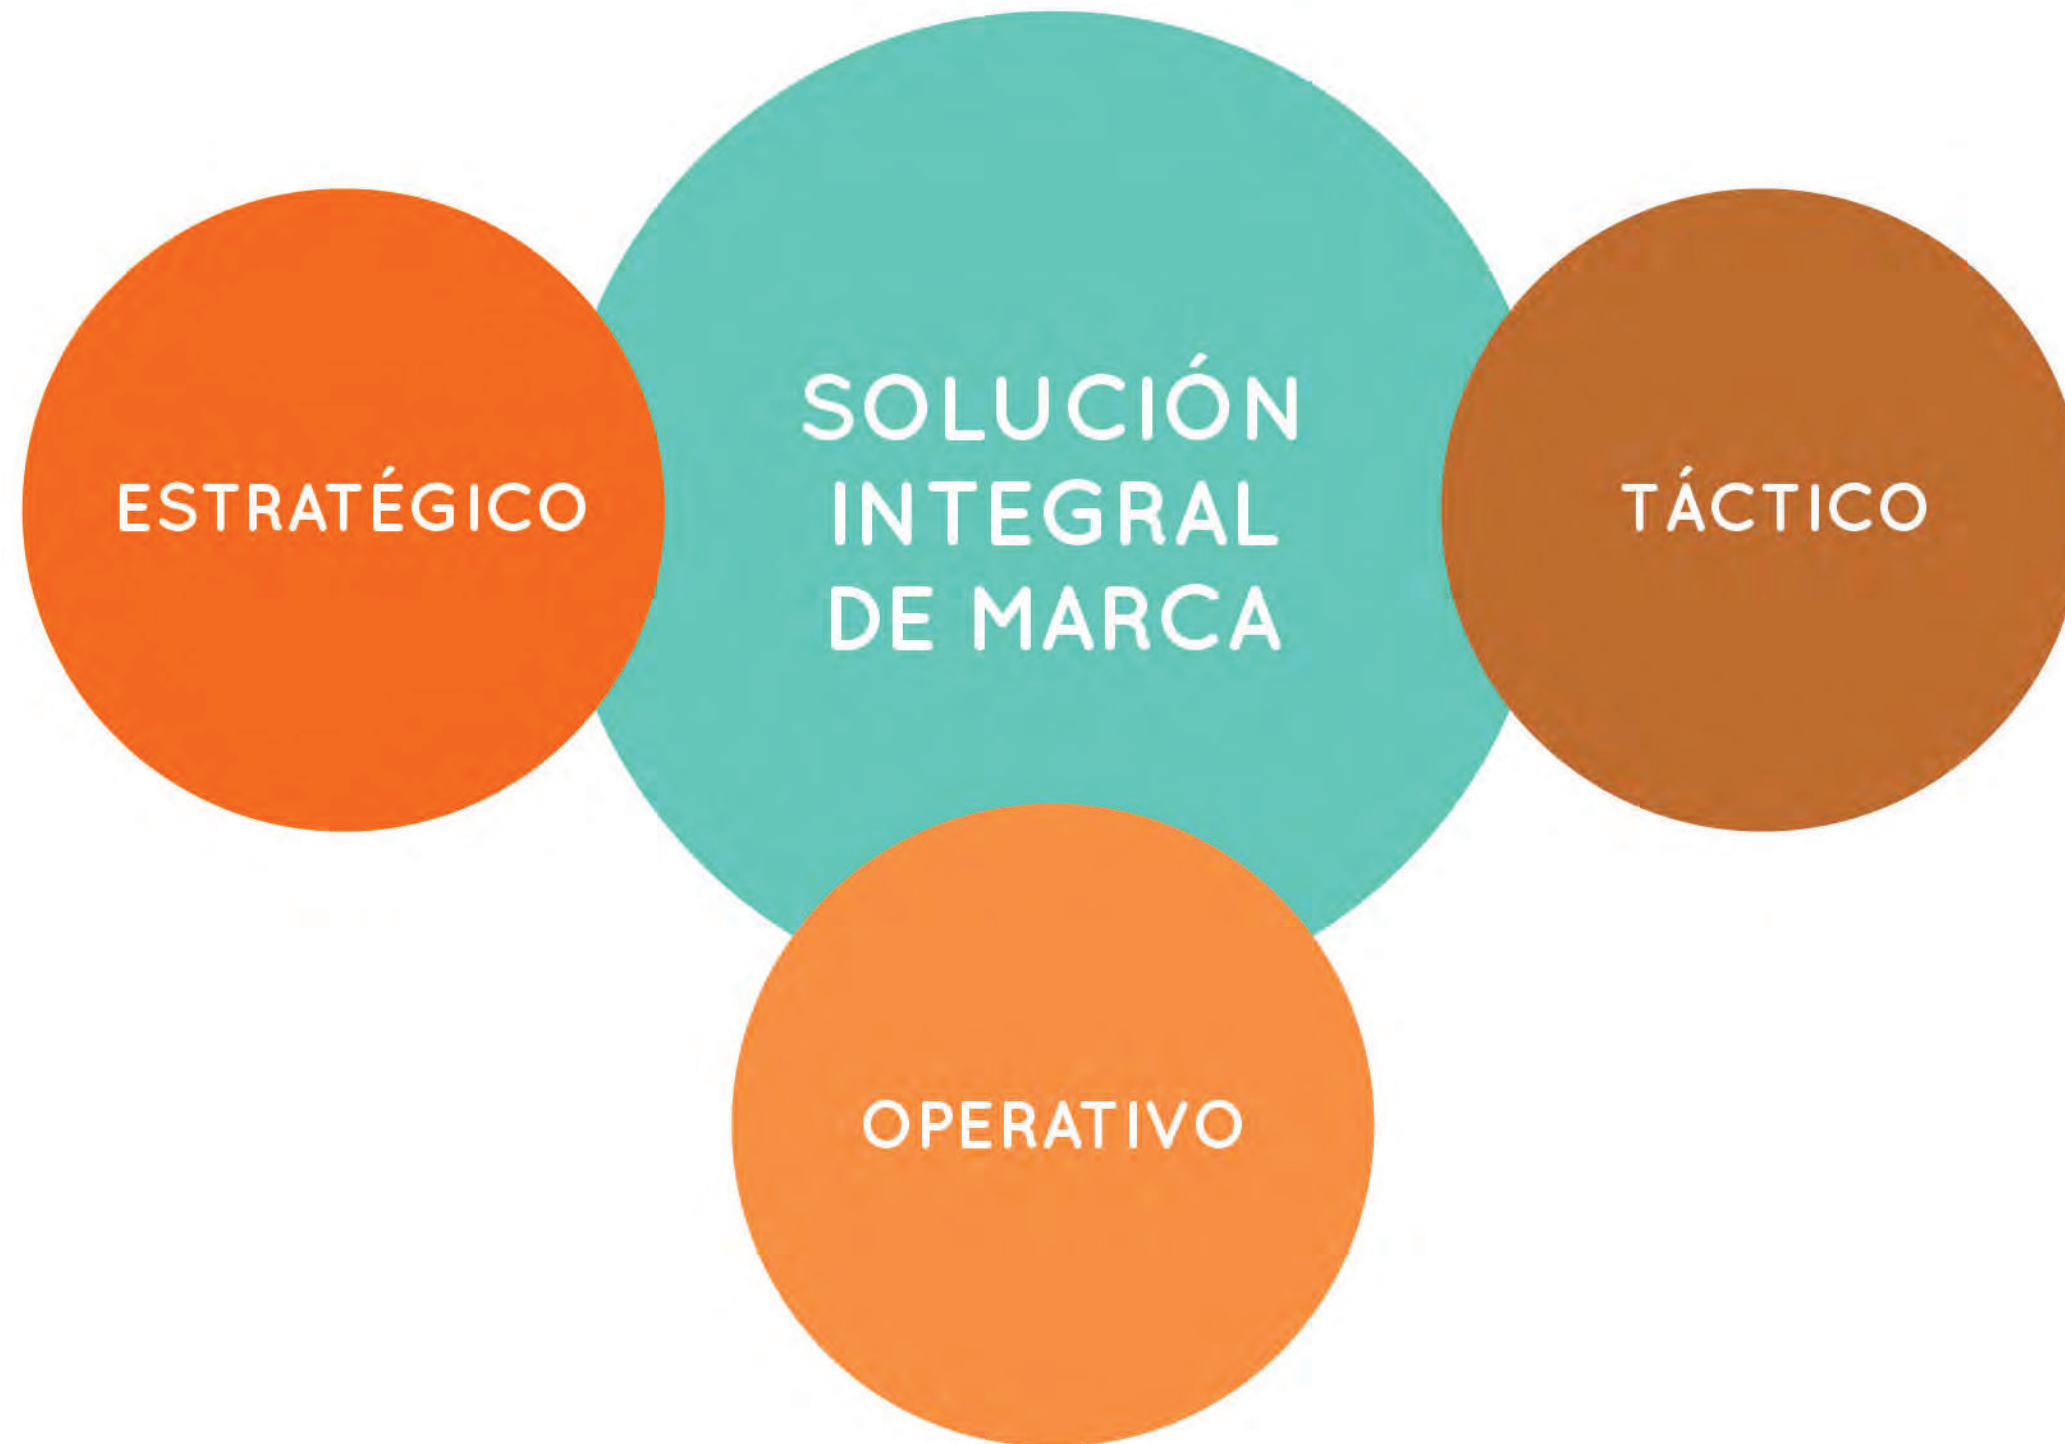 SOLUCIÓN
INTEGRAL
DE MARCA
ESTRATÉGICO
TÁCTICO
OPERATIVO